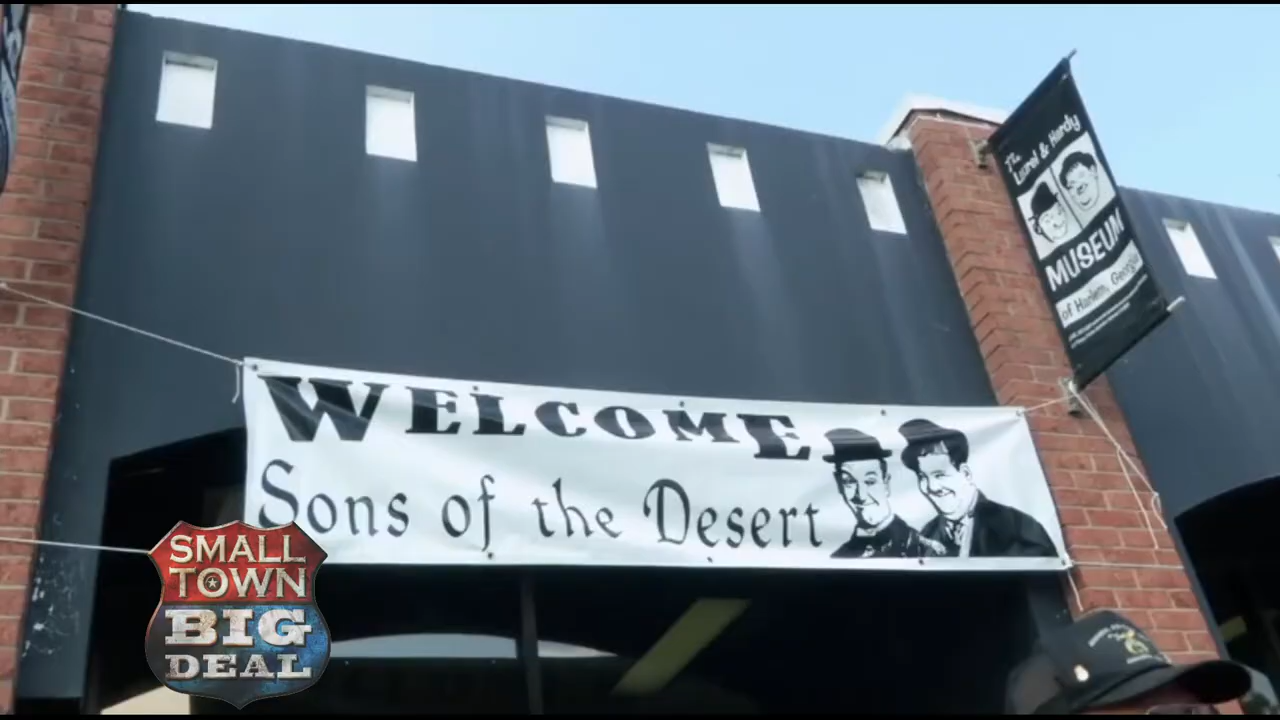 The
Laurel & Hardy
MUSEUM
of Harlem, Georgia
WELCOME
Sons of the Desert
SMALL
TOWN
BIG
DEAL